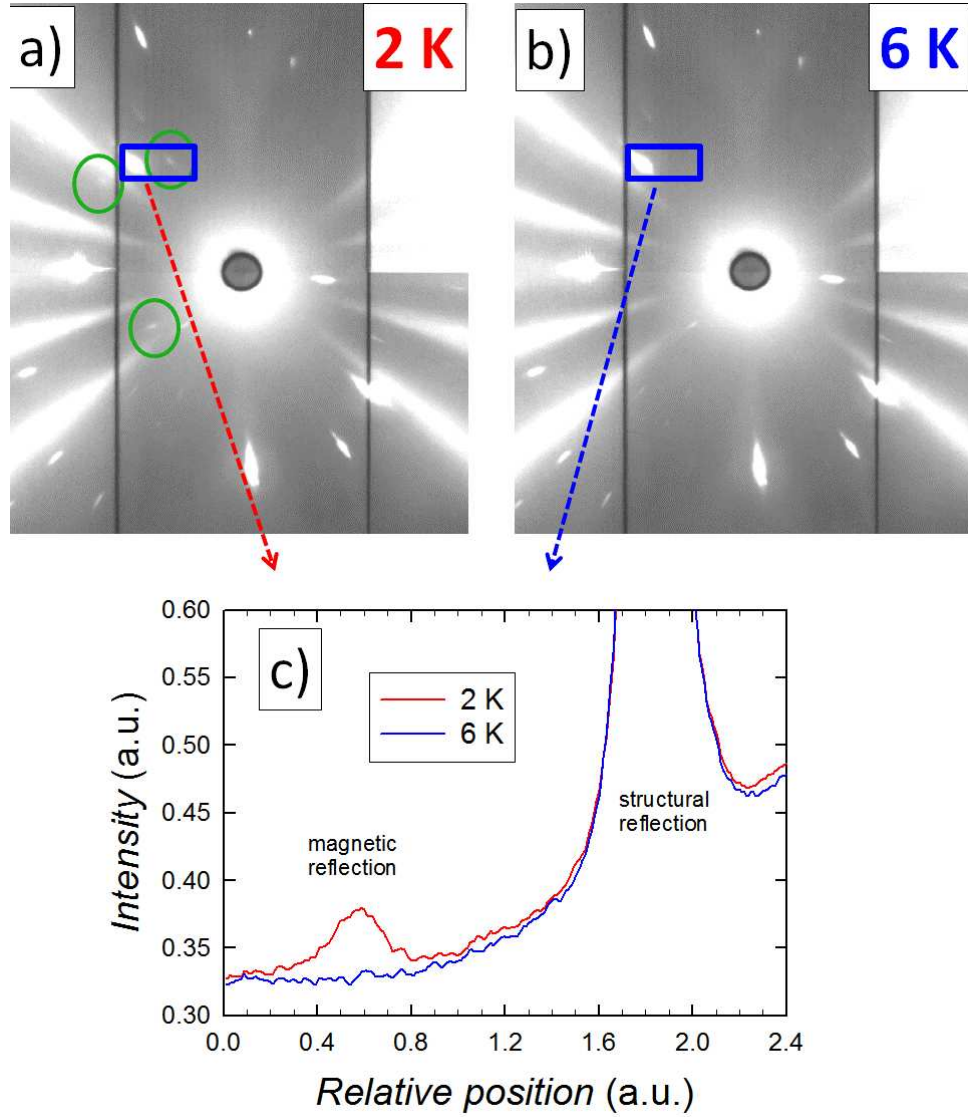 a)
2 K
b)
6 K
c)
0.60
0.55
0.50
0.45
0.40
0.35
0.30
Intensity (a.u.)
2 K
6 K
magnetic
reflection
structural
reflection
0.0 0.4 0.8 1.2 1.6 2.0 2.4
Relative position (a.u.)